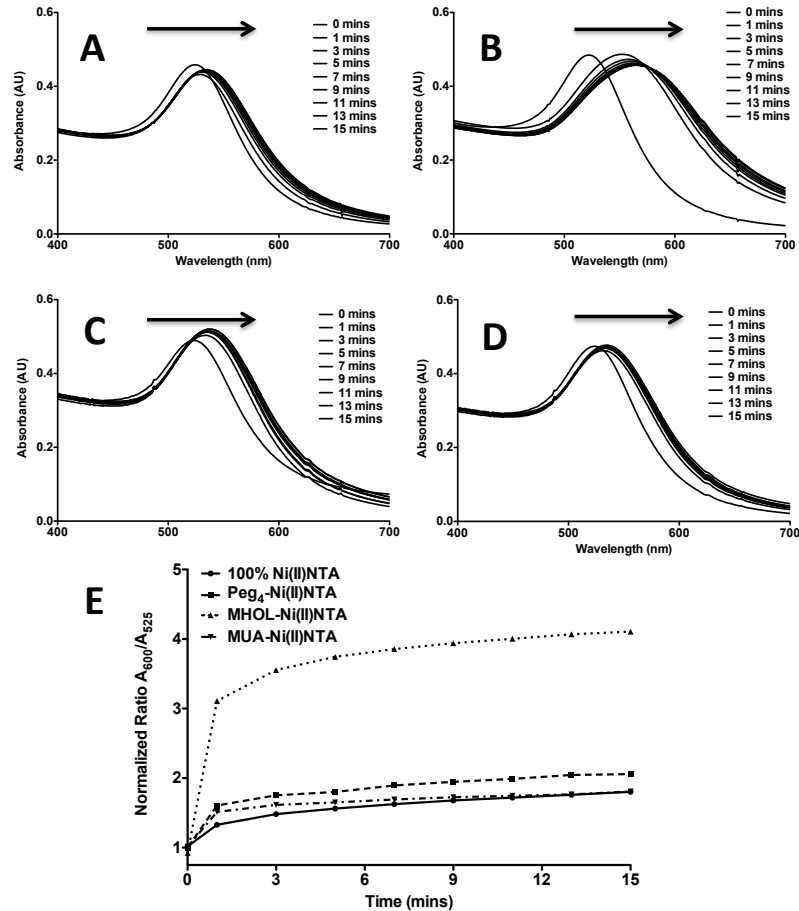 A
0 mins
1 mins
3 mins
5 mins
7 mins
9 mins
11 mins
13 mins
15 mins
Absorbance (AU)
0.6
0.4
0.2
0.0
400
500
600
700
Wavelength (nm)
B
0 mins
1 mins
3 mins
5 mins
7 mins
9 mins
11 mins
13 mins
15 mins
Absorbance (AU)
0.6
0.4
0.2
0.0
400
500
600
700
Wavelength (nm)
C
0 mins
1 mins
3 mins
5 mins
7 mins
9 mins
11 mins
13 mins
15 mins
Absorbance (AU)
0.6
0.4
0.2
0.0
400
500
600
700
Wavelength (nm)
D
0 mins
1 mins
3 mins
5 mins
7 mins
9 mins
11 mins
13 mins
15 mins
Absorbance (AU)
0.6
0.4
0.2
0.0
400
500
600
700
Wavelength (nm)
E
100% Ni(II)NTA
Peg₄-Ni(II)NTA
MHOL-Ni(II)NTA
MUA-Ni(II)NTA
Normalized Ratio A₆₀₀/A₅₂₅
5
4
3
2
1
0
3
6
9
12
15
Time (mins)